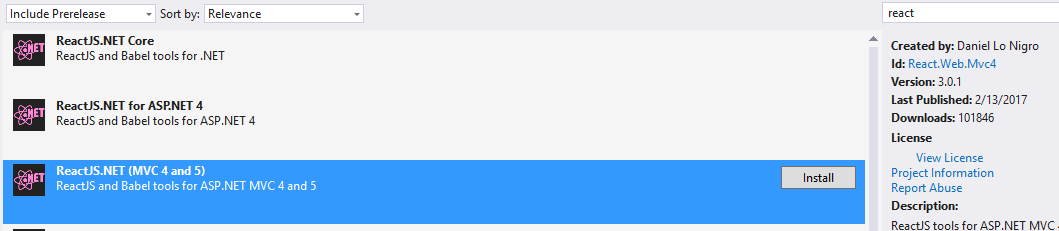 Include Prerelease Sort by: Relevance
react
ReactJS.NET Core
ReactJS and Babel tools for .NET
ReactJS.NET for ASP.NET 4
ReactJS and Babel tools for ASP.NET 4
ReactJS.NET (MVC 4 and 5)
ReactJS and Babel tools for ASP.NET MVC 4 and 5
Install
.NET
.NET
.NET
Created by: Daniel Lo Nigro
Id: React.Web.Mvc4
Version: 3.0.1
Last Published: 2/13/2017
Downloads: 101846
License
View License
Project Information
Report Abuse
Description:
ReactJS tools for ASP.NET MVC